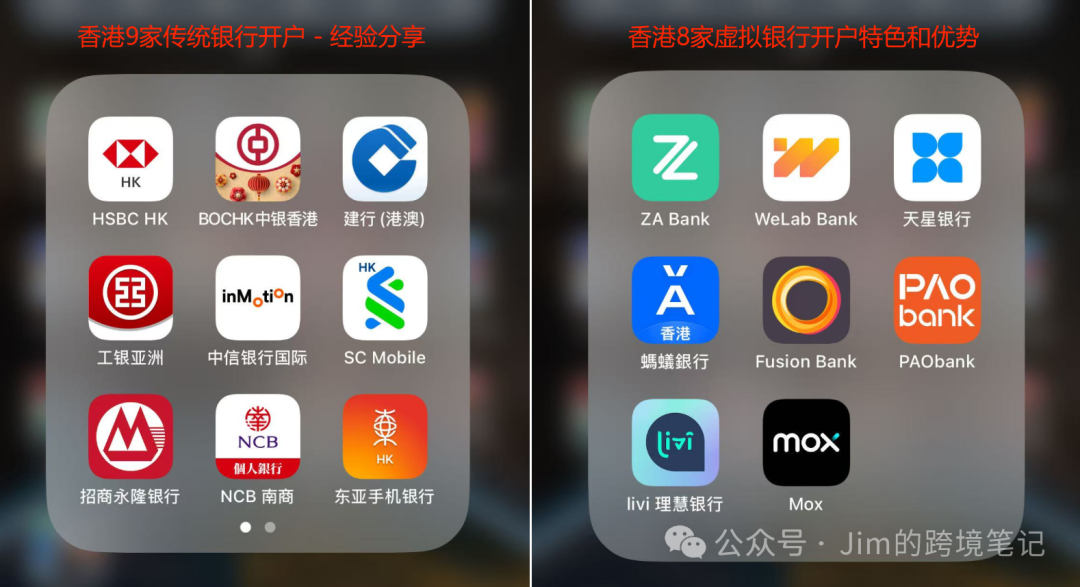 香港9家传统银行开户 - 经验分享
HK
HSBC HK
BOCHK中银香港
建行 (港澳)
工银亚洲
inMotion
中信银行国际
HK
SC Mobile
招商永隆银行
NCB
個人銀行
NCB 南商
東
HK
东亚手机银行
香港8家虚拟银行开户特色和优势
ZA Bank
WeLab Bank
天星银行
香港
螞蟻銀行
Fusion Bank
PAO
bank
PAObank
livi
livi 理慧银行
mox
Mox
公众号 · Jim的跨境笔记